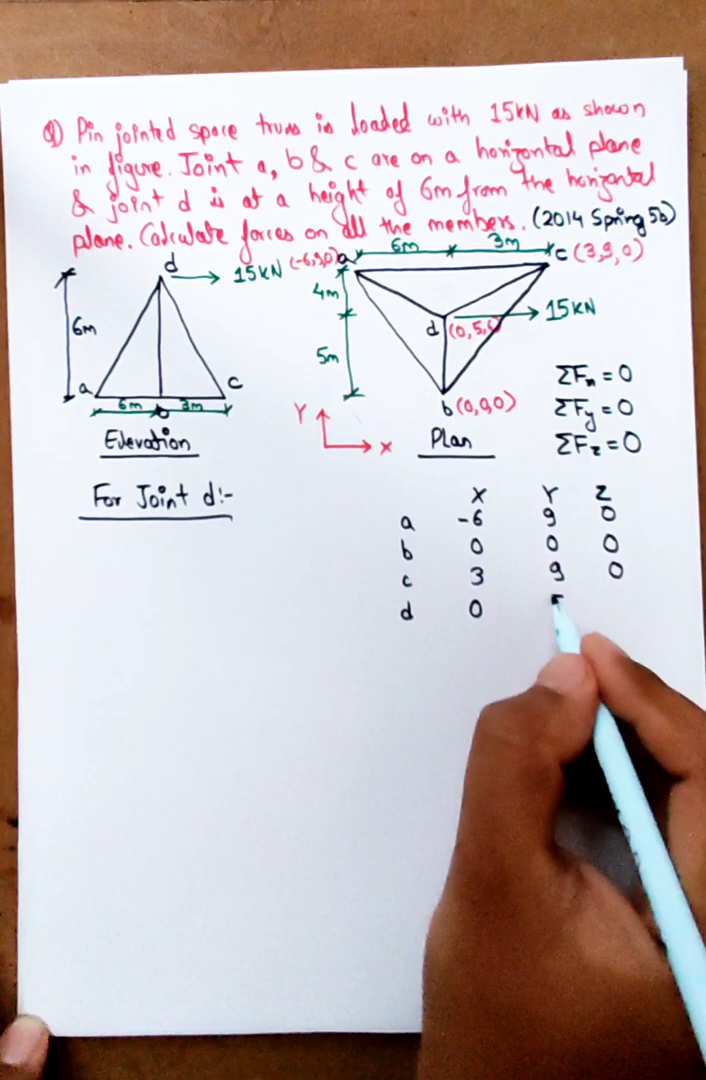 Q) Pin jointed space truss is loaded with 15kN as shown
in figure. Joint a, b & c are on a horizontal plane
& joint d is at a height of 6m from the horizontal
plane. Calculate forces on all the members. (2014 Spring 5b)
d
15kN
6m
a
c
b
6m 3m
Elevation
(-6,9,0) a
6m 3m
c (3,9,0)
4m
15kN
d (0,5,6)
5m
b (0,0,0)
Y
X
Plan
ΣFx = 0
ΣFy = 0
ΣFz = 0
For Joint d:-
X Y Z
a -6 9 0
b 0 0 0
c 3 9 0
d 0 5